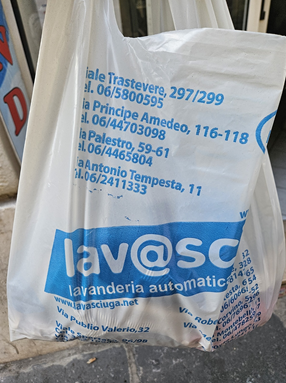 iale Trastevere, 297/299
el. 06/5800595
ia Principe Amedeo, 116-118
el. 06/44703098
ia Palestro, 59-61
el. 06/4465804
ia Antonio Tempesta, 11
el. 06/2411333
lav@sc
lavanderia automatic
www.lavasciuga.net
Via Publio Valerio,32